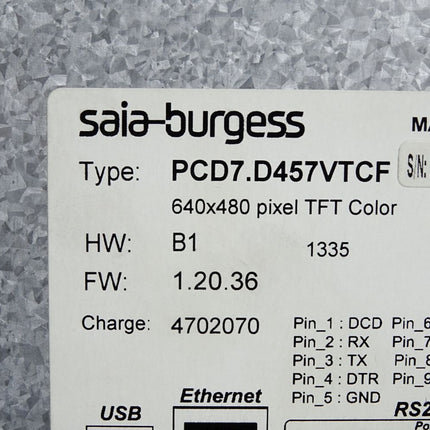 saia-burgess
MA
Type: PCD7.D457VTCF S/N:
640x480 pixel TFT Color
HW: B1 1335
FW: 1.20.36
Charge: 4702070
Pin_1 : DCD Pin_6
Pin_2 : RX Pin_7
Pin_3 : TX Pin_8
Pin_4 : DTR Pin_9
Pin_5 : GND
Ethernet
USB
RS2
Po